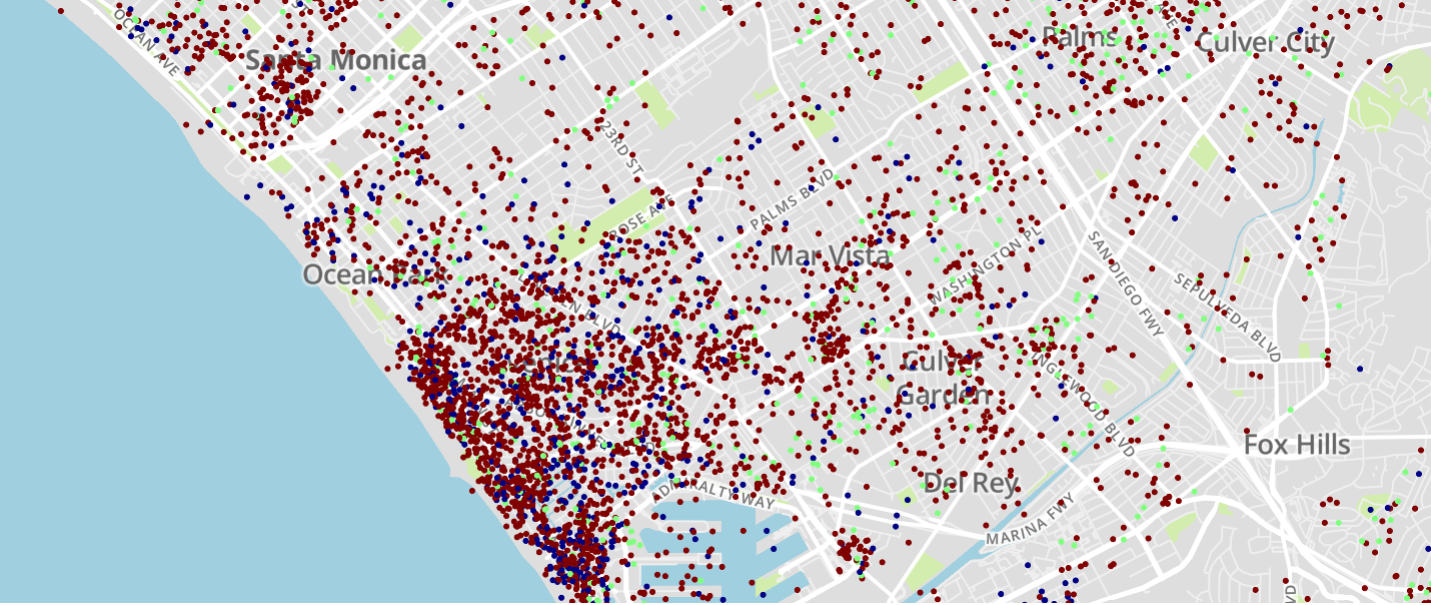 OCEAN AVE
Santa Monica
Palms
Culver City
23RD ST
ROSE AVE
PALMS BLVD
Mar Vista
WASHINGTON PL
SAN DIEGO FWY
Ocean Park
SEPULVEDA BLVD
Culver
Garden
INGLEWOOD BLVD
Fox Hills
Del Rey
ADMIRALTY WAY
MARINA FWY